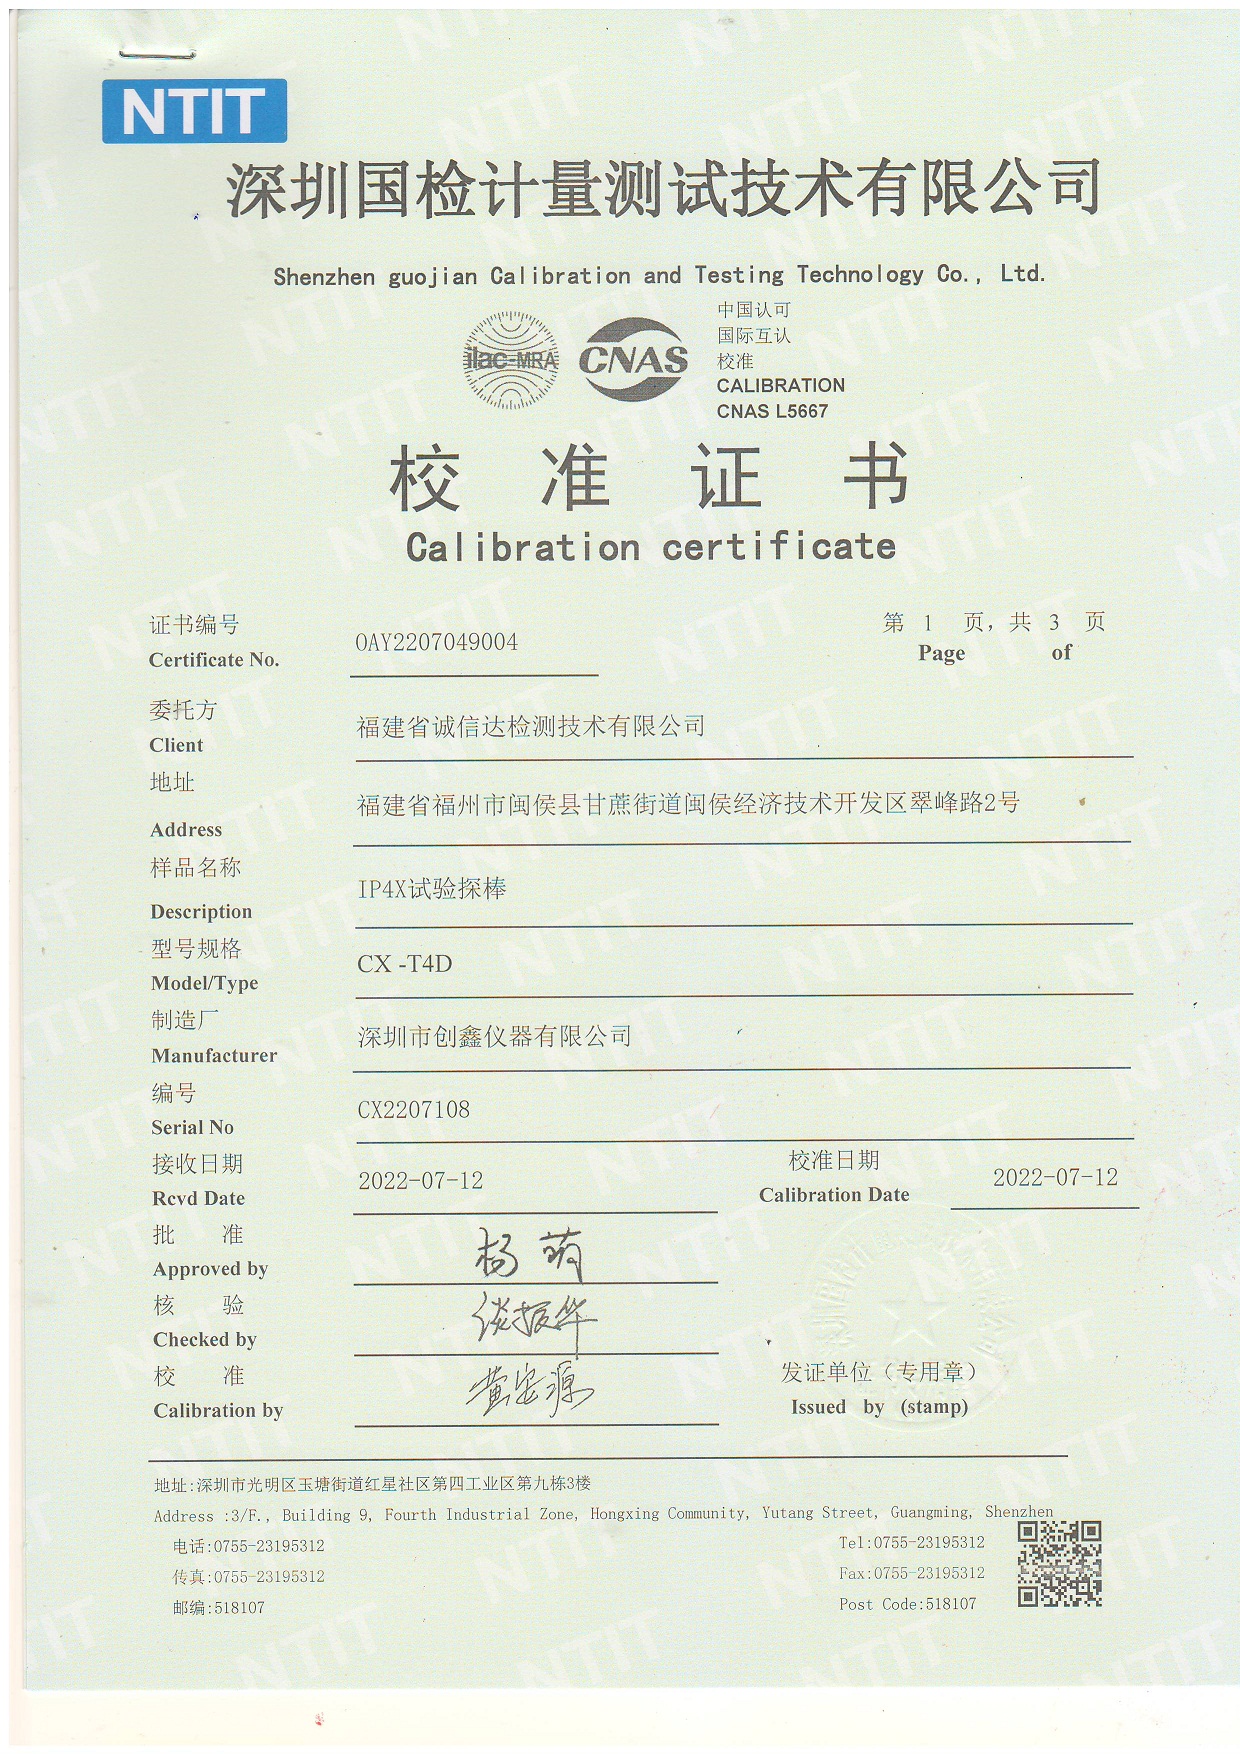 NTIT
深圳国检计量测试技术有限公司
Shenzhen guojian Calibration and Testing Technology Co., Ltd.
ilac-MRA
CNAS
中国认可
国际互认
校准
CALIBRATION
CNAS L5667
校 准 证 书
Calibration certificate
证书编号
Certificate No.
OAY2207049004
第 1 页, 共 3 页
Page of
委托方
Client
福建省诚信达检测技术有限公司
地址
Address
福建省福州市闽侯县甘蔗街道闽侯经济技术开发区翠峰路2号
样品名称
Description
IP4X试验探棒
型号规格
Model/Type
CX -T4D
制造厂
Manufacturer
深圳市创鑫仪器有限公司
编号
Serial No
CX2207108
接收日期
Rcvd Date
2022-07-12
校准日期
Calibration Date
2022-07-12
批 准
Approved by
杨萌
核 验
Checked by
谈振华
校 准
Calibration by
黄安源
发证单位（专用章）
Issued by (stamp)
地址:深圳市光明区玉塘街道红星社区第四工业区第九栋3楼
Address :3/F., Building 9, Fourth Industrial Zone, Hongxing Community, Yutang Street, Guangming, Shenzhen
电话:0755-23195312
Tel:0755-23195312
传真:0755-23195312
Fax:0755-23195312
邮编:518107
Post Code:518107